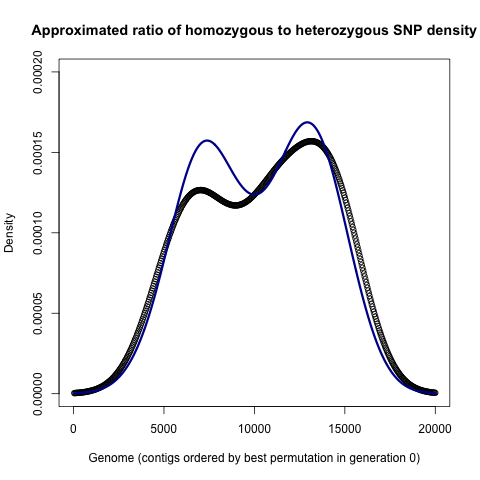 Approximated ratio of homozygous to heterozygous SNP density
0.00020
0.00015
0.00010
0.00005
0.00000
Density
0 5000 10000 15000 20000
Genome (contigs ordered by best permutation in generation 0)